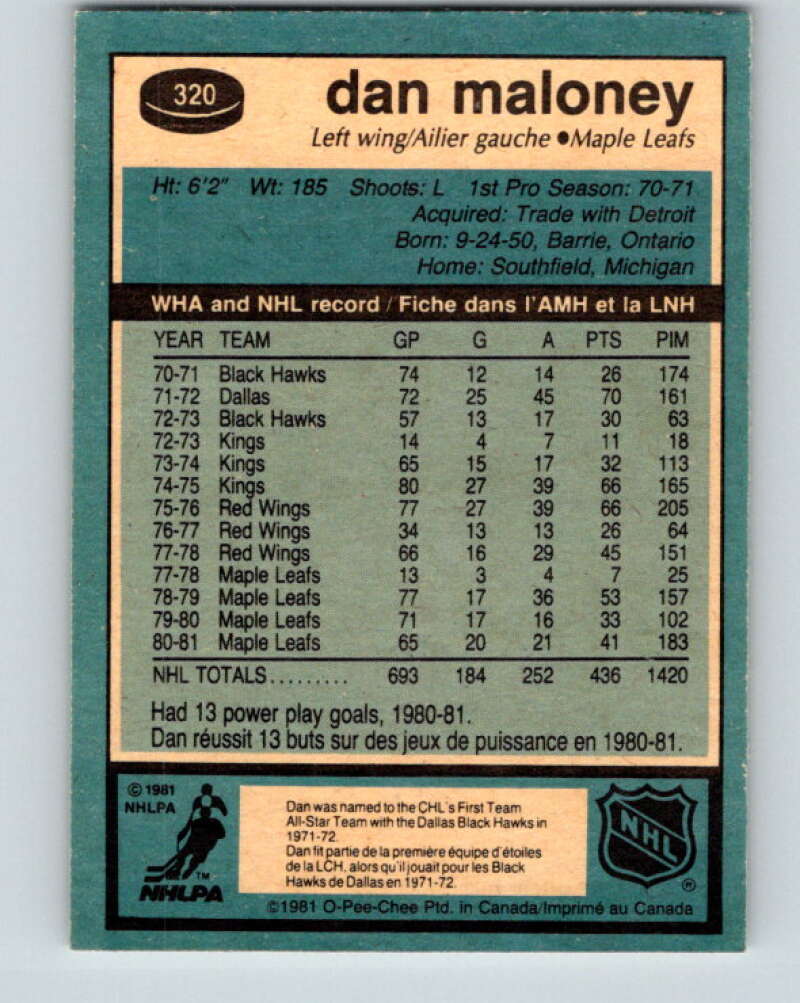 320
dan maloney
Left wing/Ailier gauche ●Maple Leafs
Ht: 6'2" Wt: 185 Shoots: L 1st Pro Season: 70-71
Acquired: Trade with Detroit
Born: 9-24-50, Barrie, Ontario
Home: Southfield, Michigan
WHA and NHL record / Fiche dans l'AMH et la LNH
YEAR TEAM GP G A PTS PIM
70-71 Black Hawks 74 12 14 26 174
71-72 Dallas 72 25 45 70 161
72-73 Black Hawks 57 13 17 30 63
72-73 Kings 14 4 7 11 18
73-74 Kings 65 15 17 32 113
74-75 Kings 80 27 39 66 165
75-76 Red Wings 77 27 39 66 205
76-77 Red Wings 34 13 13 26 64
77-78 Red Wings 66 16 29 45 151
77-78 Maple Leafs 13 3 4 7 25
78-79 Maple Leafs 77 17 36 53 157
79-80 Maple Leafs 71 17 16 33 102
80-81 Maple Leafs 65 20 21 41 183
NHL TOTALS......... 693 184 252 436 1420
Had 13 power play goals, 1980-81.
Dan réussit 13 buts sur des jeux de puissance en 1980-81.
© 1981
NHLPA
TM
NHLPA
Dan was named to the CHL's First Team
All-Star Team with the Dallas Black Hawks in
1971-72.
Dan fit partie de la première équipe d'étoiles
de la LCH, alors qu'il jouait pour les Black
Hawks de Dallas en 1971-72.
NHL
®
©1981 O-Pee-Chee Ptd. in Canada/Imprimé au Canada